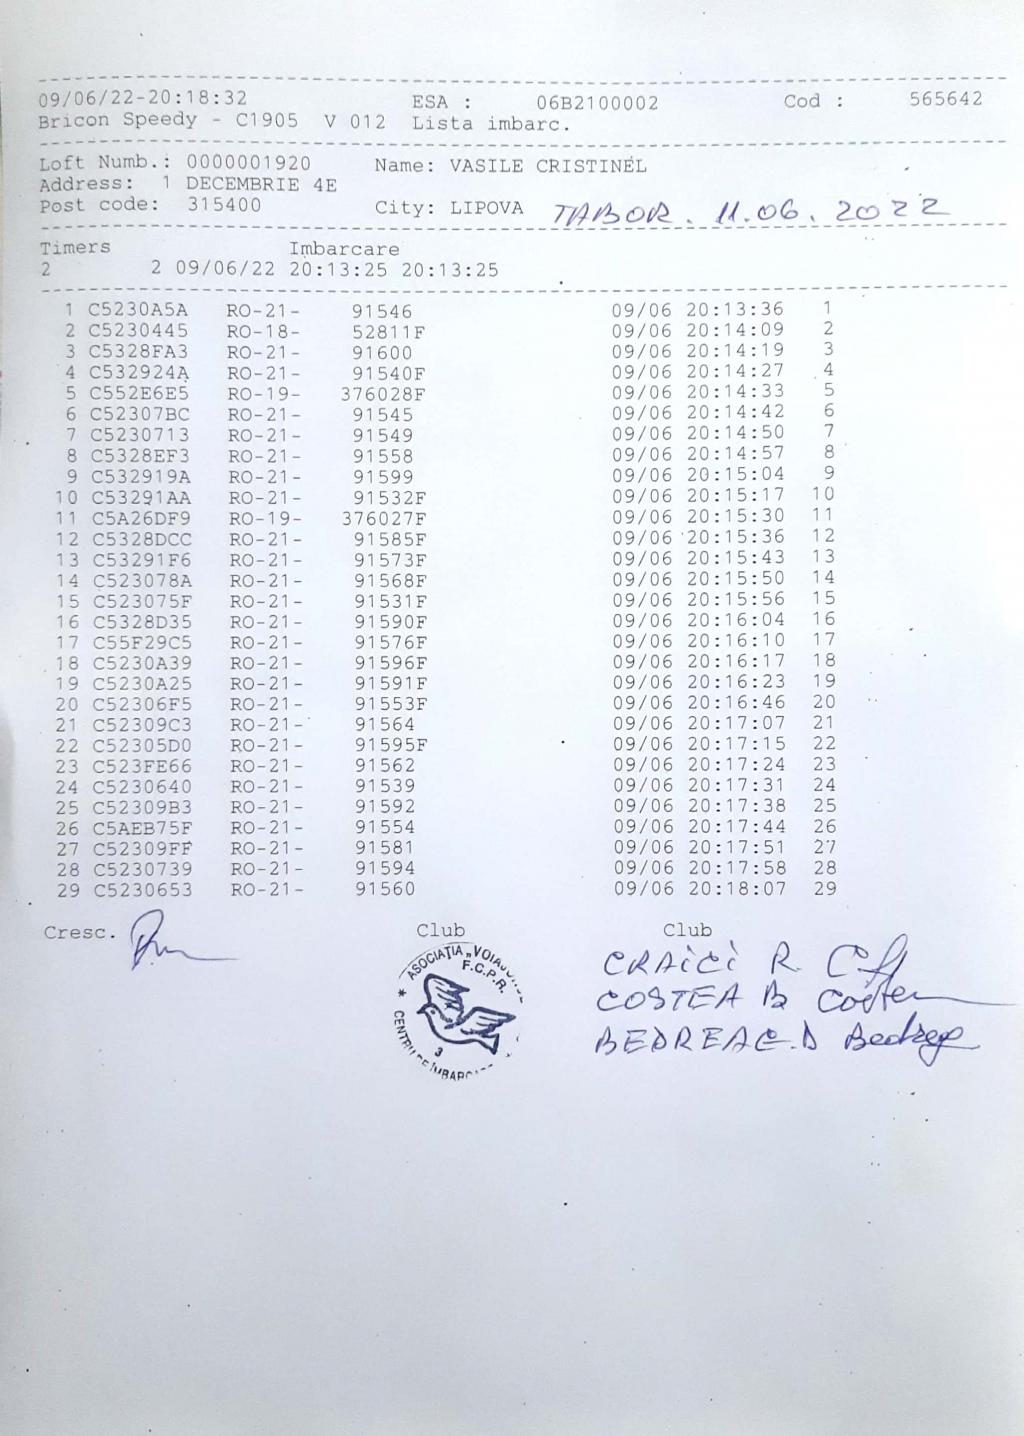 09/06/22-20:18:32 ESA : 06B2100002 Cod : 565642
Bricon Speedy - C1905 V 012 Lista imbarc.
Loft Numb.: 0000001920 Name: VASILE CRISTINEL
Address: 1 DECEMBRIE 4E
Post code: 315400 City: LIPOVA TABOR. 11.06.2022
Timers Imbarcare
2 2 09/06/22 20:13:25 20:13:25
1 C5230A5A RO-21- 91546 09/06 20:13:36 1
2 C5230445 RO-18- 52811F 09/06 20:14:09 2
3 C5328FA3 RO-21- 91600 09/06 20:14:19 3
4 C532924A RO-21- 91540F 09/06 20:14:27 4
5 C552E6E5 RO-19- 376028F 09/06 20:14:33 5
6 C52307BC RO-21- 91545 09/06 20:14:42 6
7 C5230713 RO-21- 91549 09/06 20:14:50 7
8 C5328EF3 RO-21- 91558 09/06 20:14:57 8
9 C532919A RO-21- 91599 09/06 20:15:04 9
10 C53291AA RO-21- 91532F 09/06 20:15:17 10
11 C5A26DF9 RO-19- 376027F 09/06 20:15:30 11
12 C5328DCC RO-21- 91585F 09/06 20:15:36 12
13 C53291F6 RO-21- 91573F 09/06 20:15:43 13
14 C523078A RO-21- 91568F 09/06 20:15:50 14
15 C523075F RO-21- 91531F 09/06 20:15:56 15
16 C5328D35 RO-21- 91590F 09/06 20:16:04 16
17 C55F29C5 RO-21- 91576F 09/06 20:16:10 17
18 C5230A39 RO-21- 91596F 09/06 20:16:17 18
19 C5230A25 RO-21- 91591F 09/06 20:16:23 19
20 C52306F5 RO-21- 91553F 09/06 20:16:46 20
21 C52309C3 RO-21- 91564 09/06 20:17:07 21
22 C52305D0 RO-21- 91595F 09/06 20:17:15 22
23 C523FE66 RO-21- 91562 09/06 20:17:24 23
24 C5230640 RO-21- 91539 09/06 20:17:31 24
25 C52309B3 RO-21- 91592 09/06 20:17:38 25
26 C5AEB75F RO-21- 91554 09/06 20:17:44 26
27 C52309FF RO-21- 91581 09/06 20:17:51 27
28 C5230739 RO-21- 91594 09/06 20:17:58 28
29 C5230653 RO-21- 91560 09/06 20:18:07 29
Cresc. Club Club
ASOCIAȚIA
F.C.P.R.
3
CRAICI R.
COSTEA B Costea
BEDREAG.D